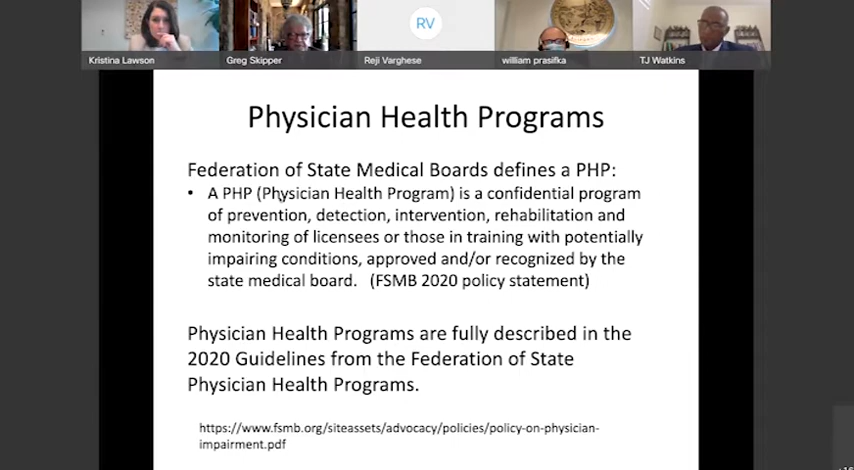 RV
Kristina Lawson
Greg Skipper
Reji Varghese
william prasifka
TJ Watkins
Physician Health Programs
Federation of State Medical Boards defines a PHP:
• A PHP (Physician Health Program) is a confidential program
of prevention, detection, intervention, rehabilitation and
monitoring of licensees or those in training with potentially
impairing conditions, approved and/or recognized by the
state medical board. (FSMB 2020 policy statement)
Physician Health Programs are fully described in the
2020 Guidelines from the Federation of State
Physician Health Programs.
https://www.fsmb.org/siteassets/advocacy/policies/policy-on-physician-
impairment.pdf